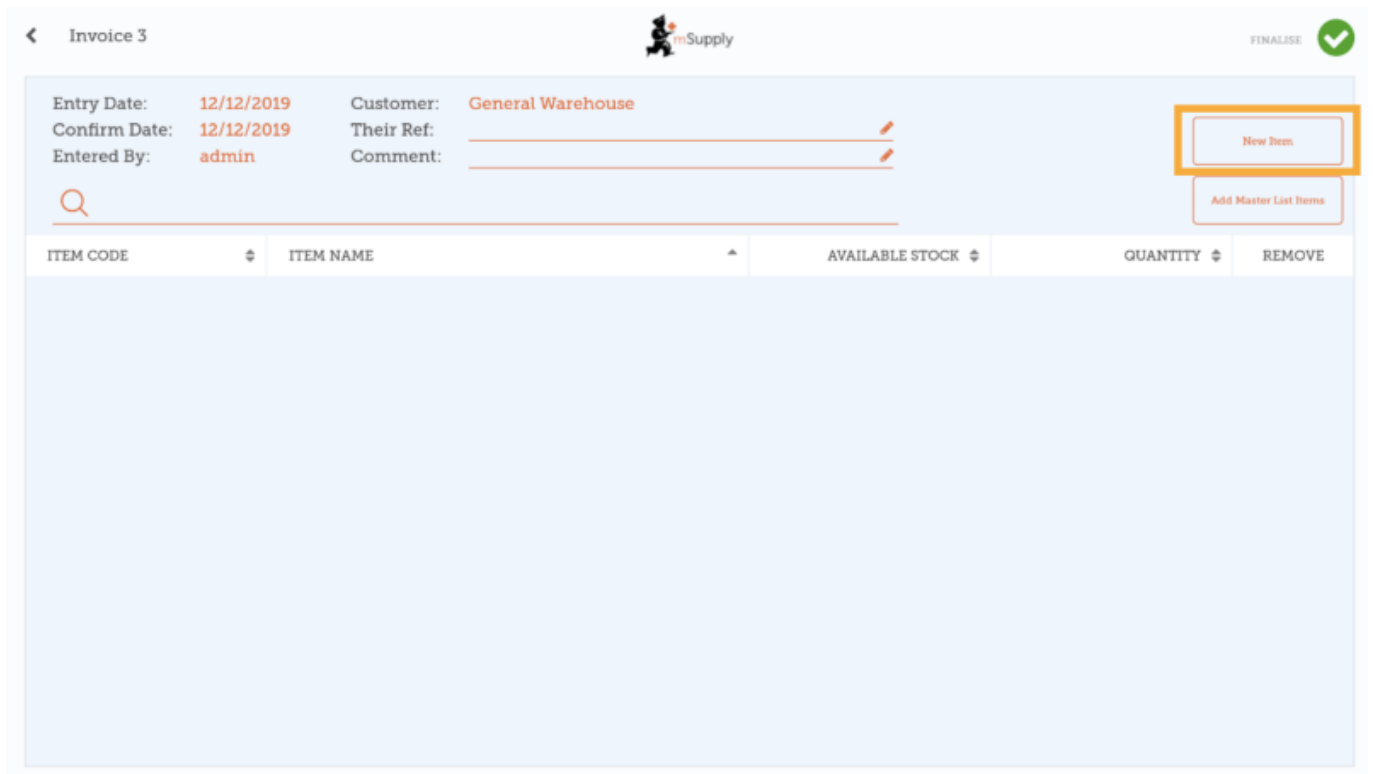 Invoice 3
mSupply
FINALISE
Entry Date: 12/12/2019 Customer: General Warehouse
Confirm Date: 12/12/2019 Their Ref:
Entered By: admin Comment:
New Item
Add Master List Items
ITEM CODE ITEM NAME AVAILABLE STOCK QUANTITY REMOVE